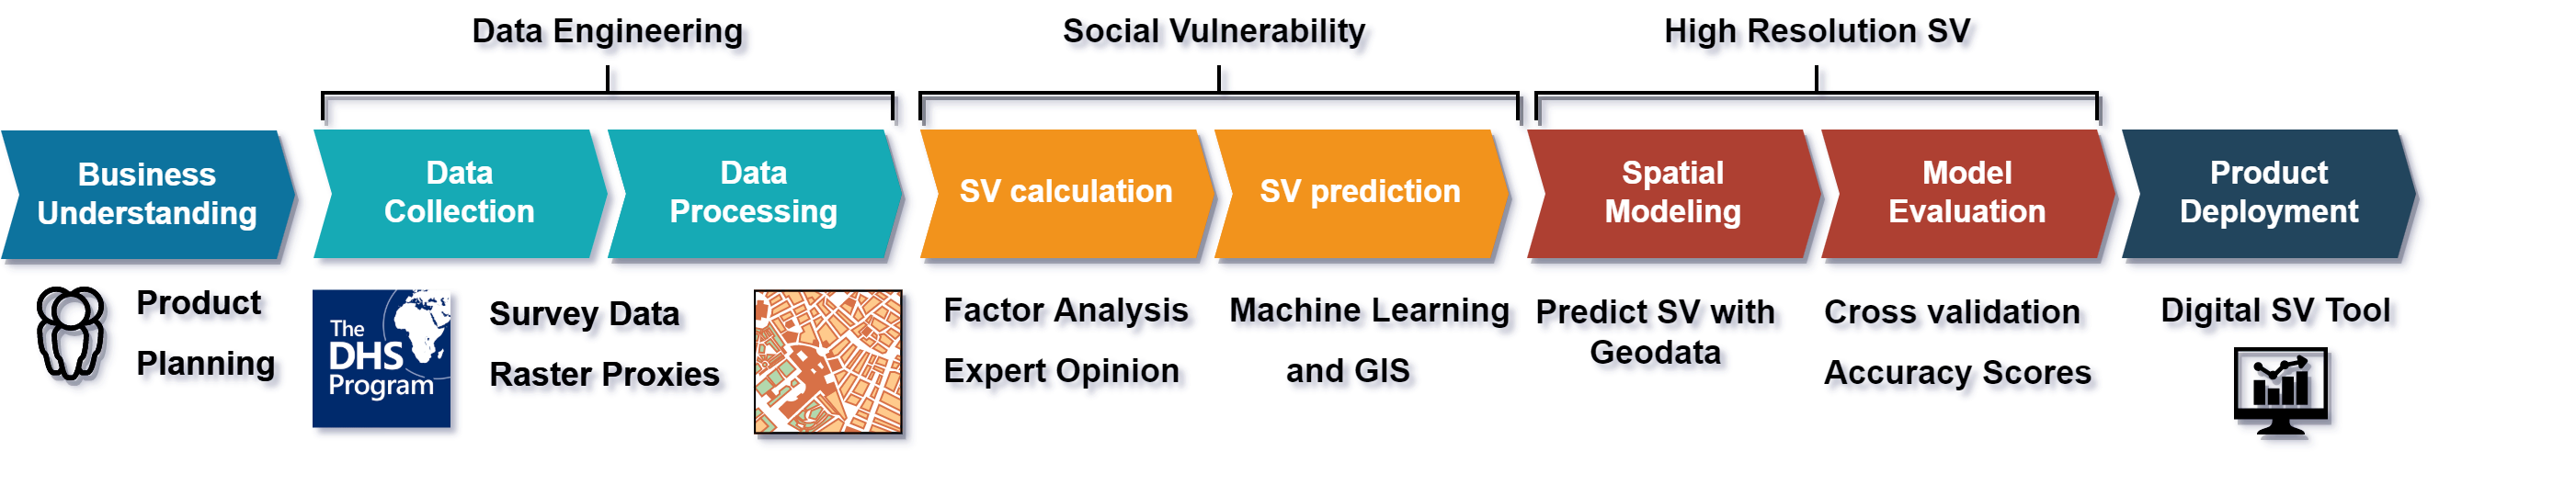 Data Engineering
Social Vulnerability
High Resolution SV
Business
Understanding
Data
Collection
Data
Processing
SV calculation
SV prediction
Spatial
Modeling
Model
Evaluation
Product
Deployment
Product
Planning
The
DHS
Program
Survey Data
Raster Proxies
Factor Analysis
Expert Opinion
Machine Learning
and GIS
Predict SV with
Geodata
Cross validation
Accuracy Scores
Digital SV Tool